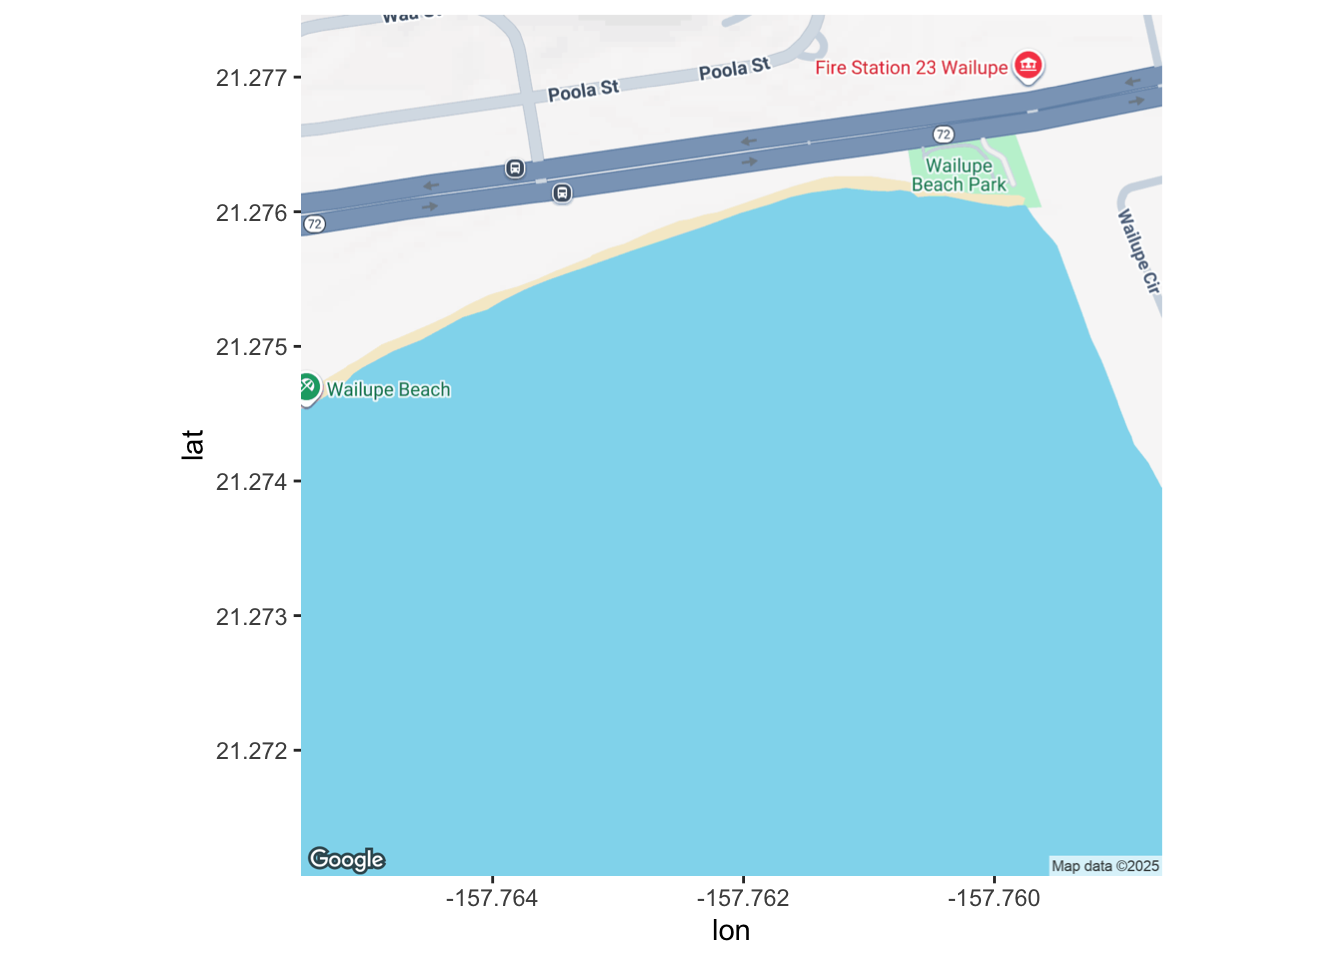 21.277
21.276
21.275
21.274
21.273
21.272
lat
Poola St
Poola St
Fire Station 23 Wailupe
72
Wailupe
Beach Park
72
Wailupe Cir
Wailupe Beach
Google
Map data ©2025
-157.764
-157.762
-157.760
lon